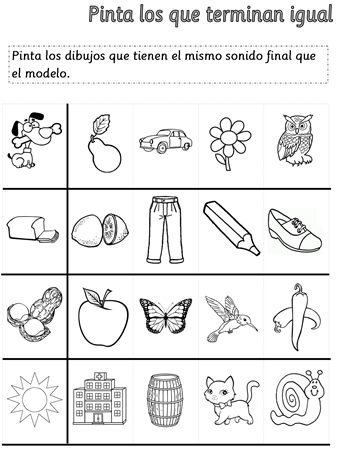 Pinta los que terminan igual
Pinta los dibujos que tienen el mismo sonido final que
el modelo.